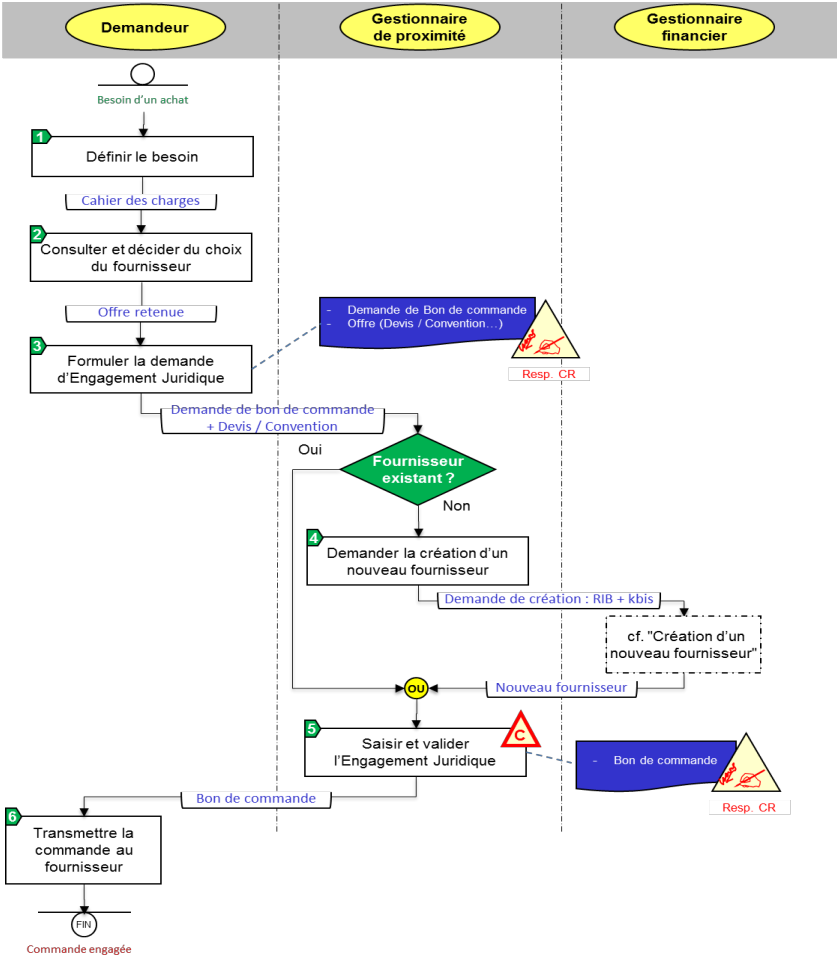 Demandeur
Gestionnaire
de proximité
Gestionnaire
financier
Besoin d'un achat
1
Définir le besoin
Cahier des charges
2
Consulter et décider du choix
du fournisseur
Offre retenue
- Demande de Bon de commande
- Offre (Devis / Convention…)
Resp. CR
3
Formuler la demande
d'Engagement Juridique
Demande de bon de commande
+ Devis / Convention
Oui
Fournisseur
existant ?
Non
4
Demander la création d'un
nouveau fournisseur
Demande de création : RIB + kbis
cf. "Création d'un
nouveau fournisseur"
OU
Nouveau fournisseur
5
C
Saisir et valider
l'Engagement Juridique
- Bon de commande
Resp. CR
Bon de commande
6
Transmettre la
commande au
fournisseur
FIN
Commande engagée